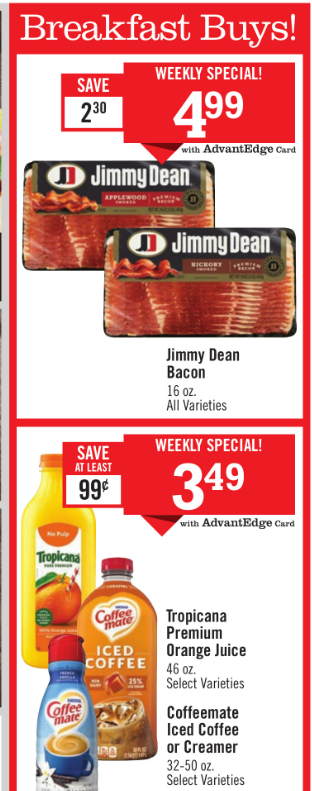 Breakfast Buys!
WEEKLY SPECIAL!
SAVE
2.30
4.99
with AdvantEdge Card
Jimmy Dean
APPLEWOOD
SMOKED
PREMIUM
BACON
Jimmy Dean
HICKORY
SMOKED
PREMIUM
BACON
Jimmy Dean
Bacon
16 oz.
All Varieties
WEEKLY SPECIAL!
SAVE
AT LEAST
99¢
3.49
with AdvantEdge Card
No Pulp
Tropicana
PURE PREMIUM
Coffee
mate
ICED
COFFEE
25%
Coffee
mate
Tropicana
Premium
Orange Juice
46 oz.
Select Varieties
Coffeemate
Iced Coffee
or Creamer
32-50 oz.
Select Varieties